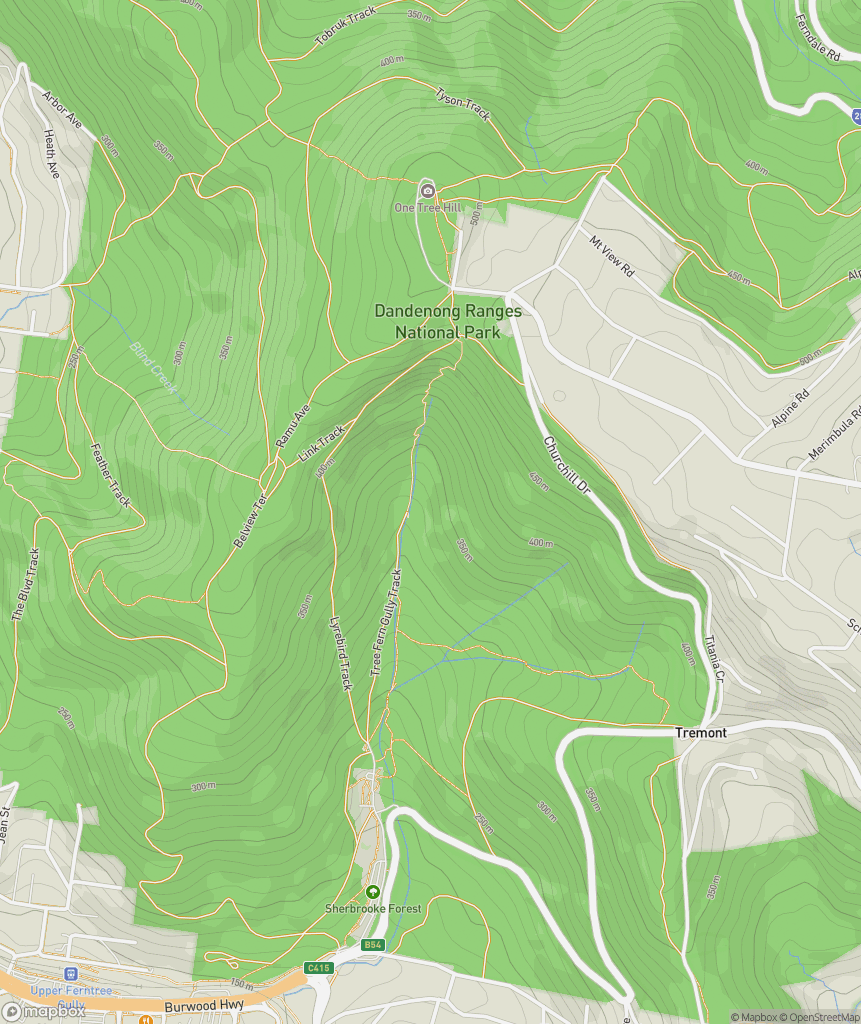 400 m
Tobruk Track
350 m
Ferndale Rd
400 m
Tyson Track
Arbor Ave
Heath Ave
300 m
350 m
400 m
One Tree Hill
500 m
Mt View Rd
450 m
Dandenong Ranges
National Park
Blind Creek
300 m
350 m
250 m
500 m
Alpine Rd
Merimbula Rd
Ramu Ave
Link Track
400 m
Churchill Dr
450 m
Feather Track
Belview Ter
350 m
400 m
The Blvd Track
350 m
Lyrebird Track
Tree Fern Gully Track
400 m
Titania Cr
250 m
Tremont
300 m
350 m
300 m
250 m
Jean St
350 m
Sherbrooke Forest
B54
C415
150 m
Upper Ferntree
Gully
Burwood Hwy
mapbox
© Mapbox © OpenStreetMap